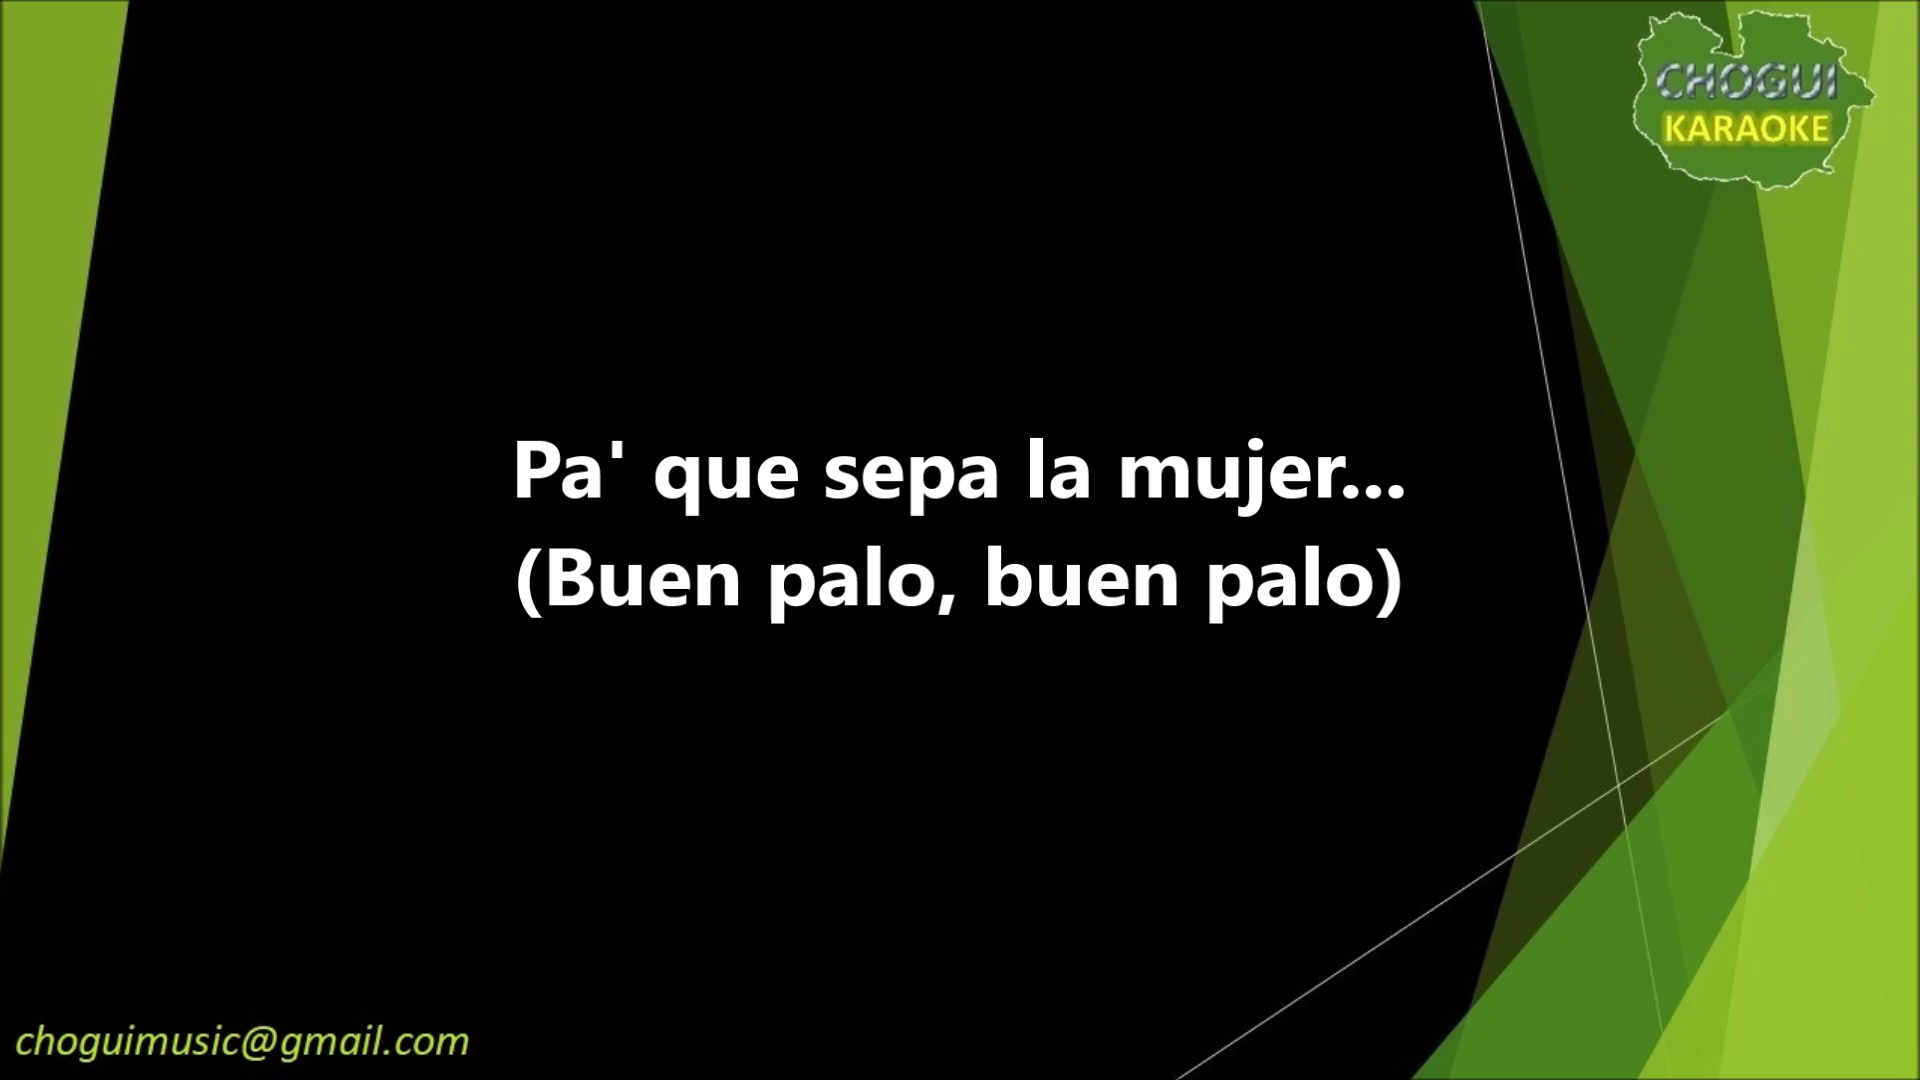 CHOGUI
KARAOKE
Pa' que sepa la mujer...
(Buen palo, buen palo)
choguimusic@gmail.com